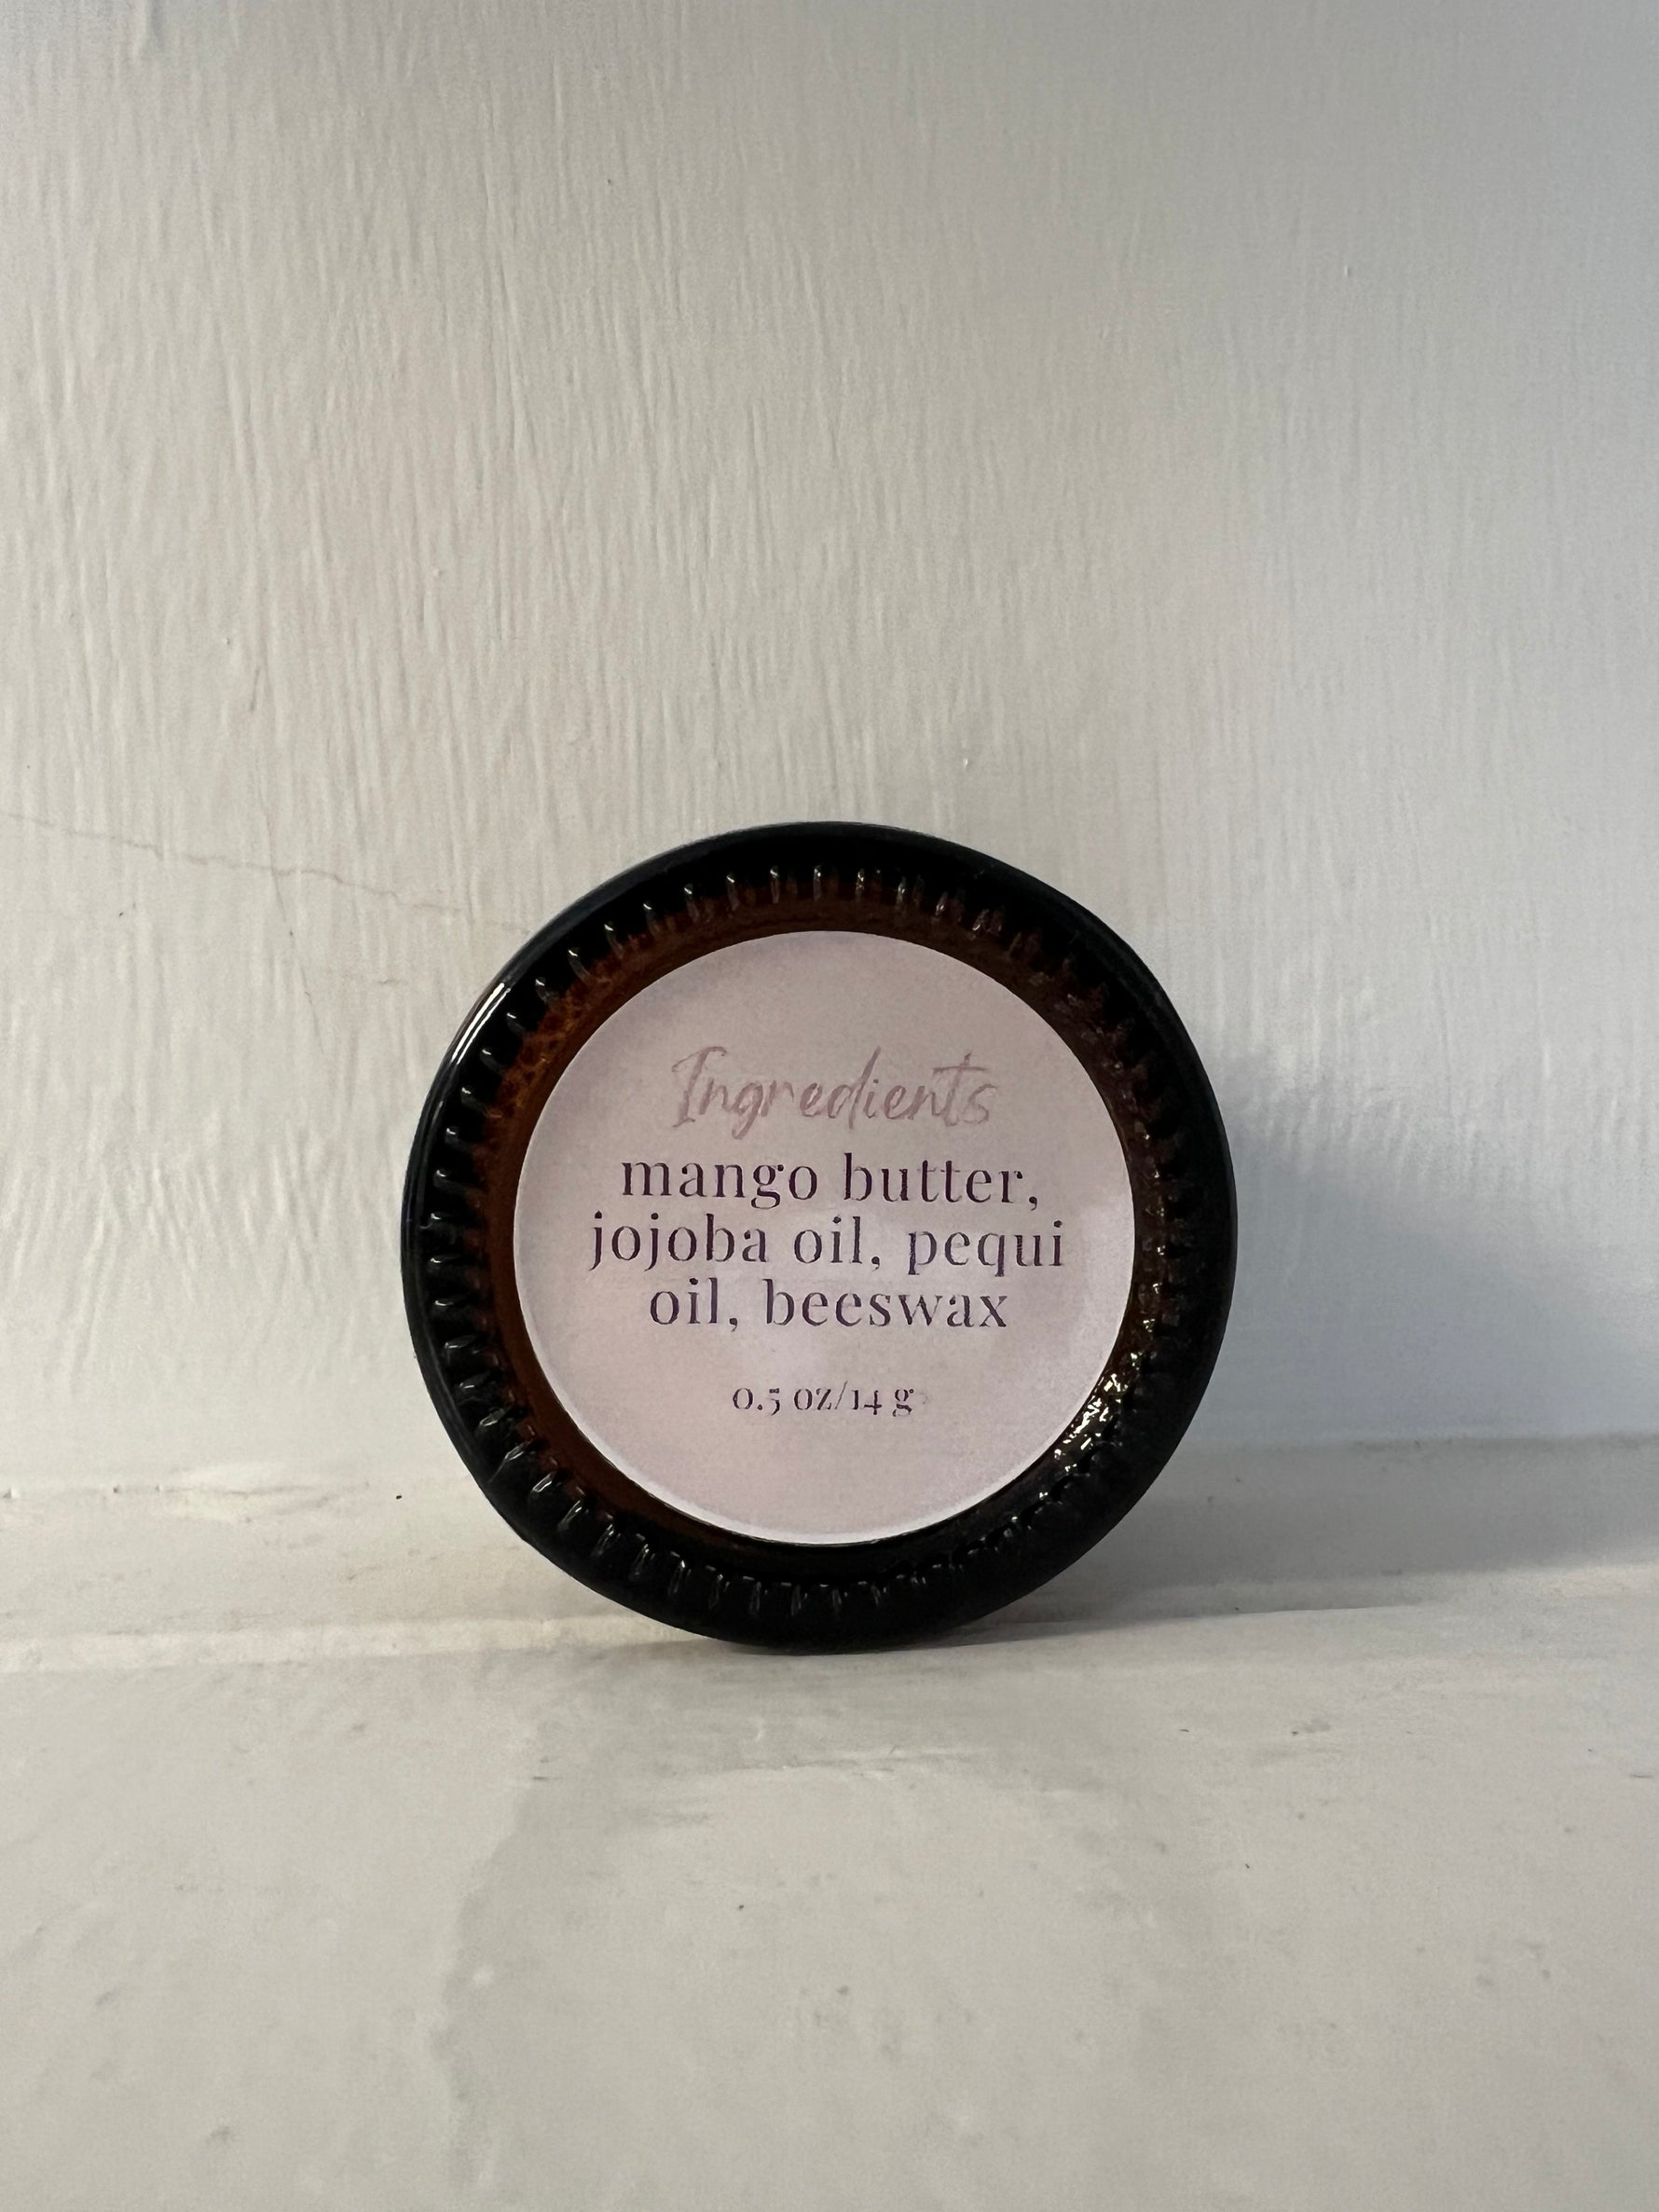 Ingredients
mango butter,
jojoba oil, pequi
oil, beeswax
0.5 oz/14 g